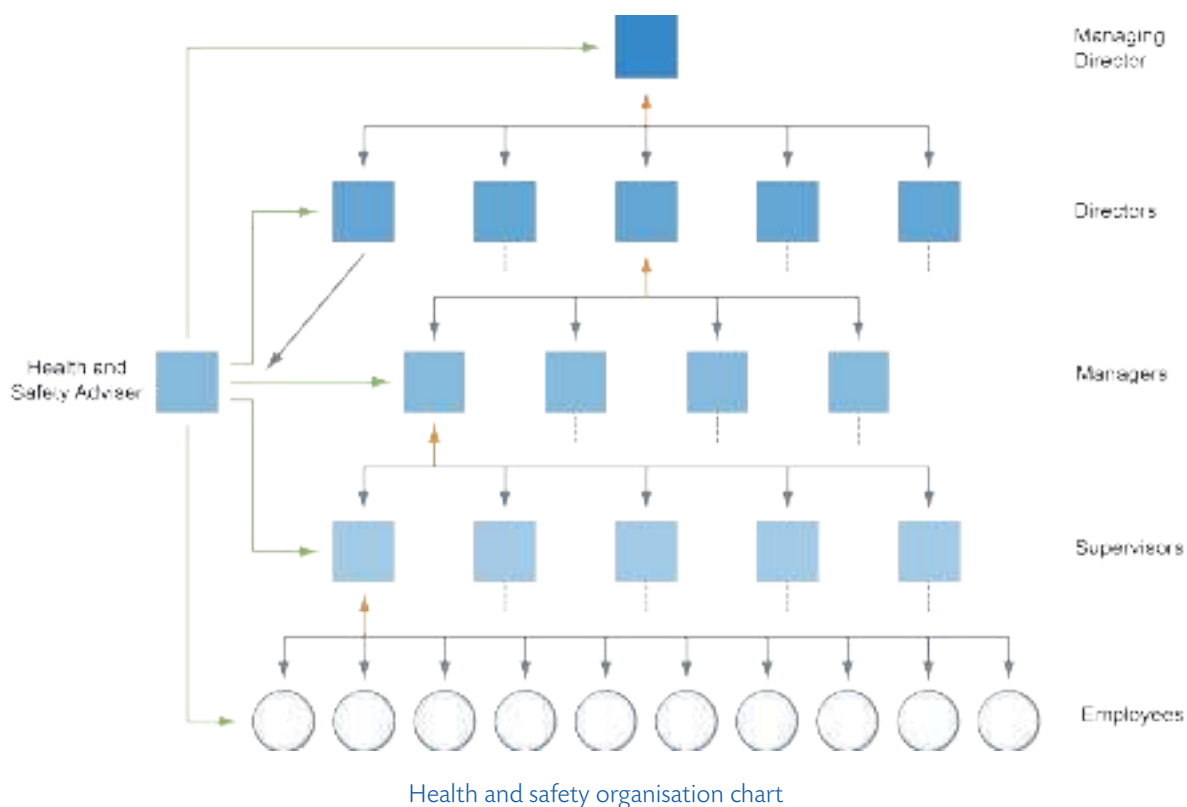 Managing
Director
Directors
Health and
Safety Adviser
Managers
Supervisors
Employees
Health and safety organisation chart